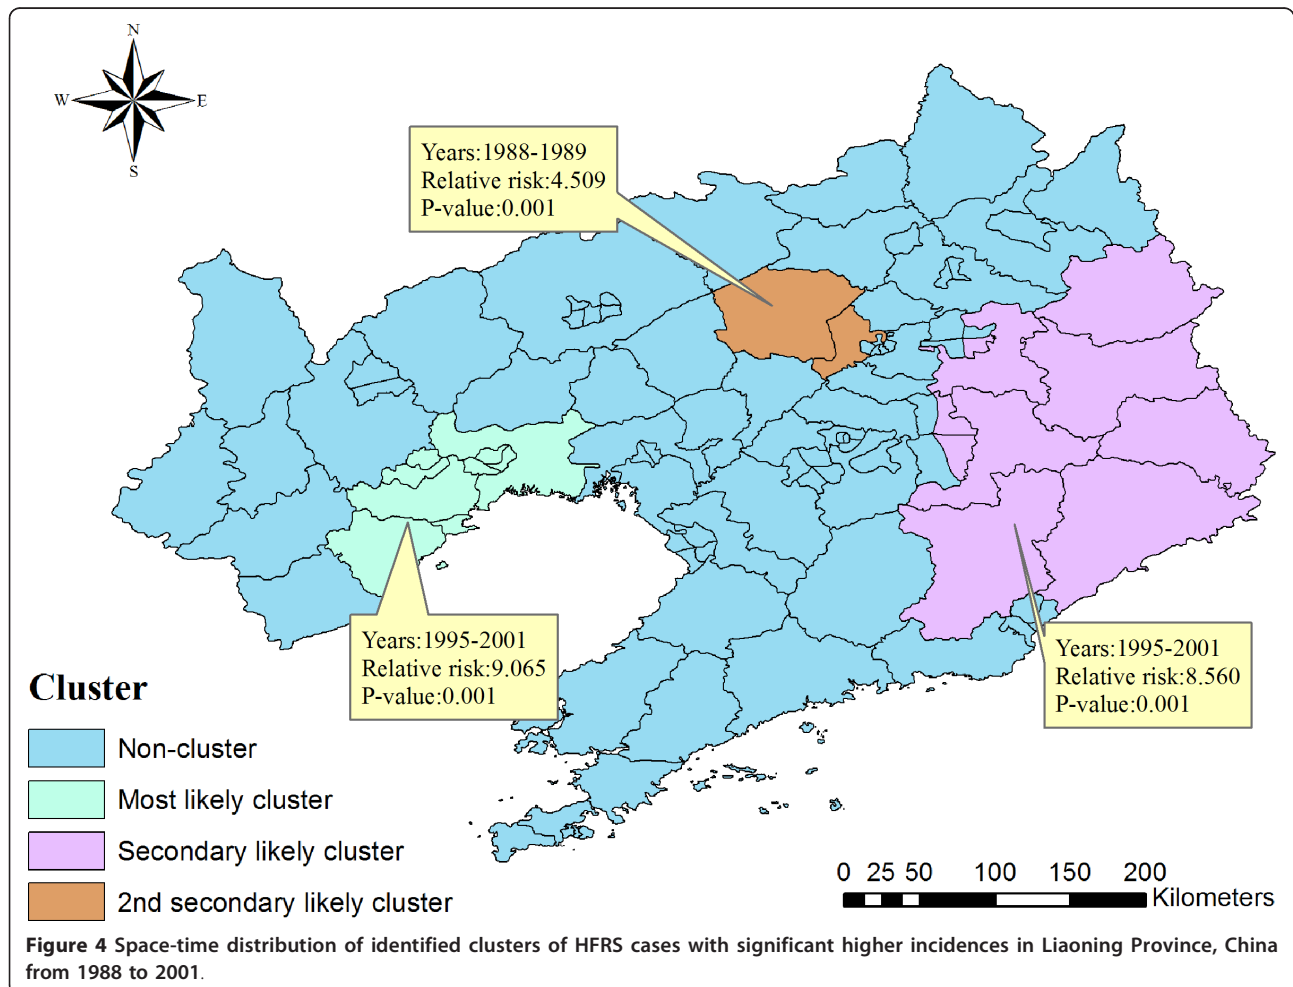 N
W E
S
Years:1988-1989
Relative risk:4.509
P-value:0.001
Years:1995-2001
Relative risk:9.065
P-value:0.001
Years:1995-2001
Relative risk:8.560
P-value:0.001
Cluster
Non-cluster
Most likely cluster
Secondary likely cluster
2nd secondary likely cluster
0 25 50 100 150 200
Kilometers
Figure 4 Space-time distribution of identified clusters of HFRS cases with significant higher incidences in Liaoning Province, China
from 1988 to 2001.